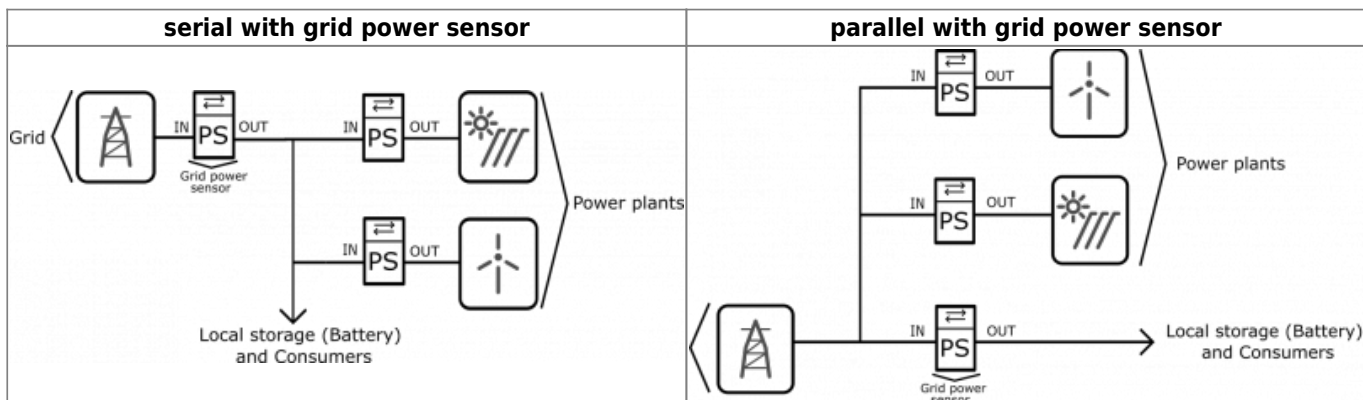 serial with grid power sensor
Grid
IN
PS
OUT
Grid power
sensor
IN
PS
OUT
IN
PS
OUT
Power plants
Local storage (Battery)
and Consumers
parallel with grid power sensor
IN
PS
OUT
IN
PS
OUT
Power plants
IN
PS
OUT
Grid power
sensor
Local storage (Battery)
and Consumers